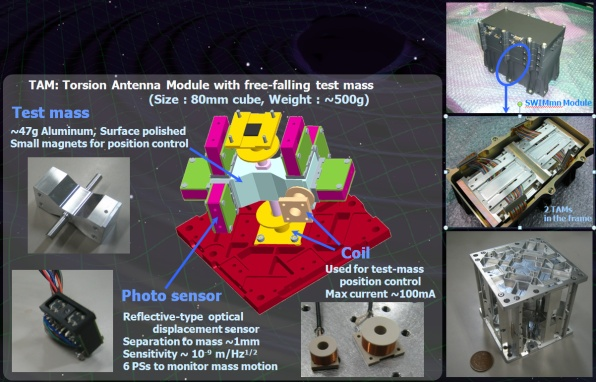 TAM: Torsion Antenna Module with free-falling test mass
(Size : 80mm cube, Weight : ~500g)
Test mass
~47g Aluminum, Surface polished
Small magnets for position control
Coil
Used for test-mass
position control
Max current ~100mA
Photo sensor
Reflective-type optical
displacement sensor
Separation to mass ~1mm
Sensitivity ~ 10⁻⁹ m/Hz¹/²
6 PSs to monitor mass motion
SWIMmn Module
2 TAMs
in the frame